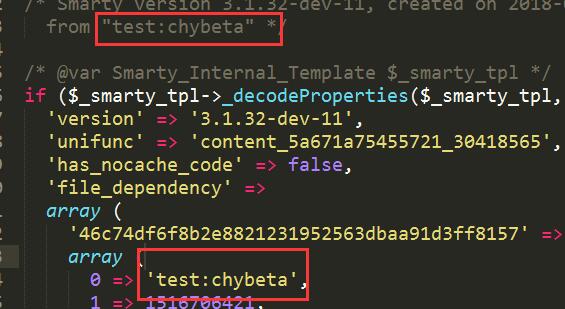 /* Smarty version 3.1.32-dev-11, created on 2018-0
from "test:chybeta" */
/* @var Smarty_Internal_Template $_smarty_tpl */
if ($_smarty_tpl->_decodeProperties($_smarty_tpl,
'version' => '3.1.32-dev-11',
'unifunc' => 'content_5a671a75455721_30418565',
'has_nocache_code' => false,
'file_dependency' =>
array (
'46c74df6f8b2e8821231952563dbaa91d3ff8157' =>
array (
0 => 'test:chybeta',
1 => 1516706421,